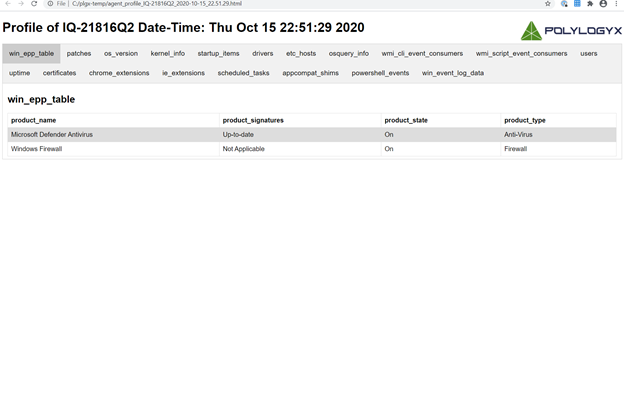 File | C:/plgx-temp/agent_profile_IQ-21816Q2_2020-10-15_22.51.29.html
Profile of IQ-21816Q2 Date-Time: Thu Oct 15 22:51:29 2020
POLYLOGYX
win_epp_table patches os_version kernel_info startup_items drivers etc_hosts osquery_info wmi_cli_event_consumers wmi_script_event_consumers users
uptime certificates chrome_extensions ie_extensions scheduled_tasks appcompat_shims powershell_events win_event_log_data
win_epp_table
product_name product_signatures product_state product_type
Microsoft Defender Antivirus Up-to-date On Anti-Virus
Windows Firewall Not Applicable On Firewall